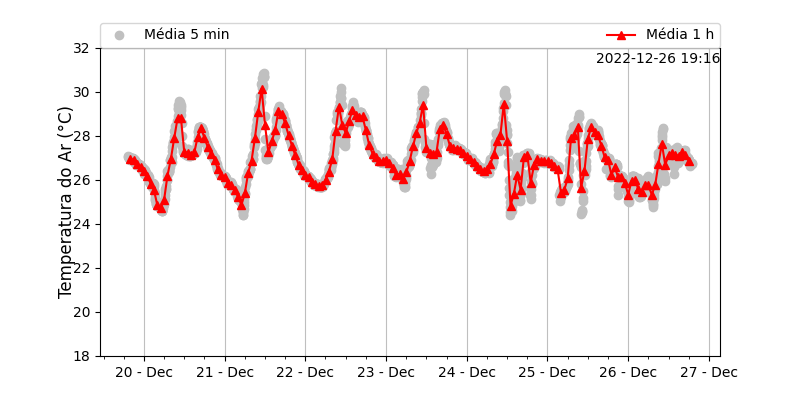 Média 5 min
Média 1 h
2022-12-26 19:16
Temperatura do Ar (°C)
32
30
28
26
24
22
20
18
20 - Dec
21 - Dec
22 - Dec
23 - Dec
24 - Dec
25 - Dec
26 - Dec
27 - Dec